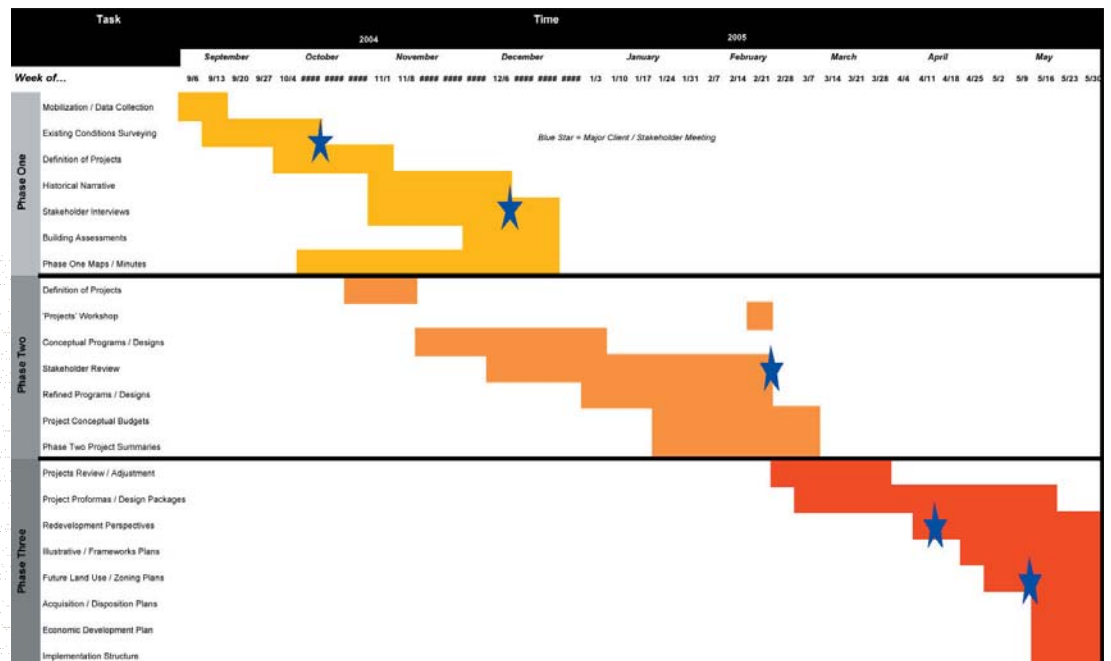 Task Time
2004 2005
September October November December January February March April May
Week of... 9/6 9/13 9/20 9/27 10/4 #### #### #### 11/1 11/8 #### #### #### 12/6 #### #### #### 1/3 1/10 1/17 1/24 1/31 2/7 2/14 2/21 2/28 3/7 3/14 3/21 3/28 4/4 4/11 4/18 4/25 5/2 5/9 5/16 5/23 5/30
Phase One
Mobilization / Data Collection
Existing Conditions Surveying
Blue Star = Major Client / Stakeholder Meeting
Definition of Projects
Historical Narrative
Stakeholder Interviews
Building Assessments
Phase One Maps / Minutes
Phase Two
Definition of Projects
'Projects' Workshop
Conceptual Programs / Designs
Stakeholder Review
Refined Programs / Designs
Project Conceptual Budgets
Phase Two Project Summaries
Phase Three
Projects Review / Adjustment
Project Proformas / Design Packages
Redevelopment Perspectives
Illustrative / Frameworks Plans
Future Land Use / Zoning Plans
Acquisition / Disposition Plans
Economic Development Plan
Implementation Structure